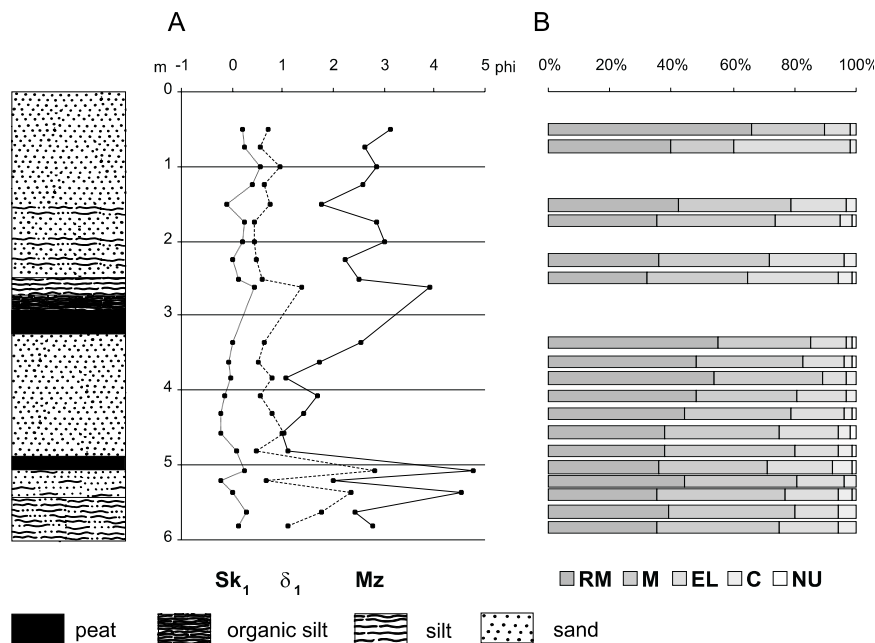 A B
m -1 0 1 2 3 4 5 phi 0% 20% 40% 60% 80% 100%
0
1
2
3
4
5
6
Sk1 δ1 Mz RM M EL C NU
peat organic silt silt sand